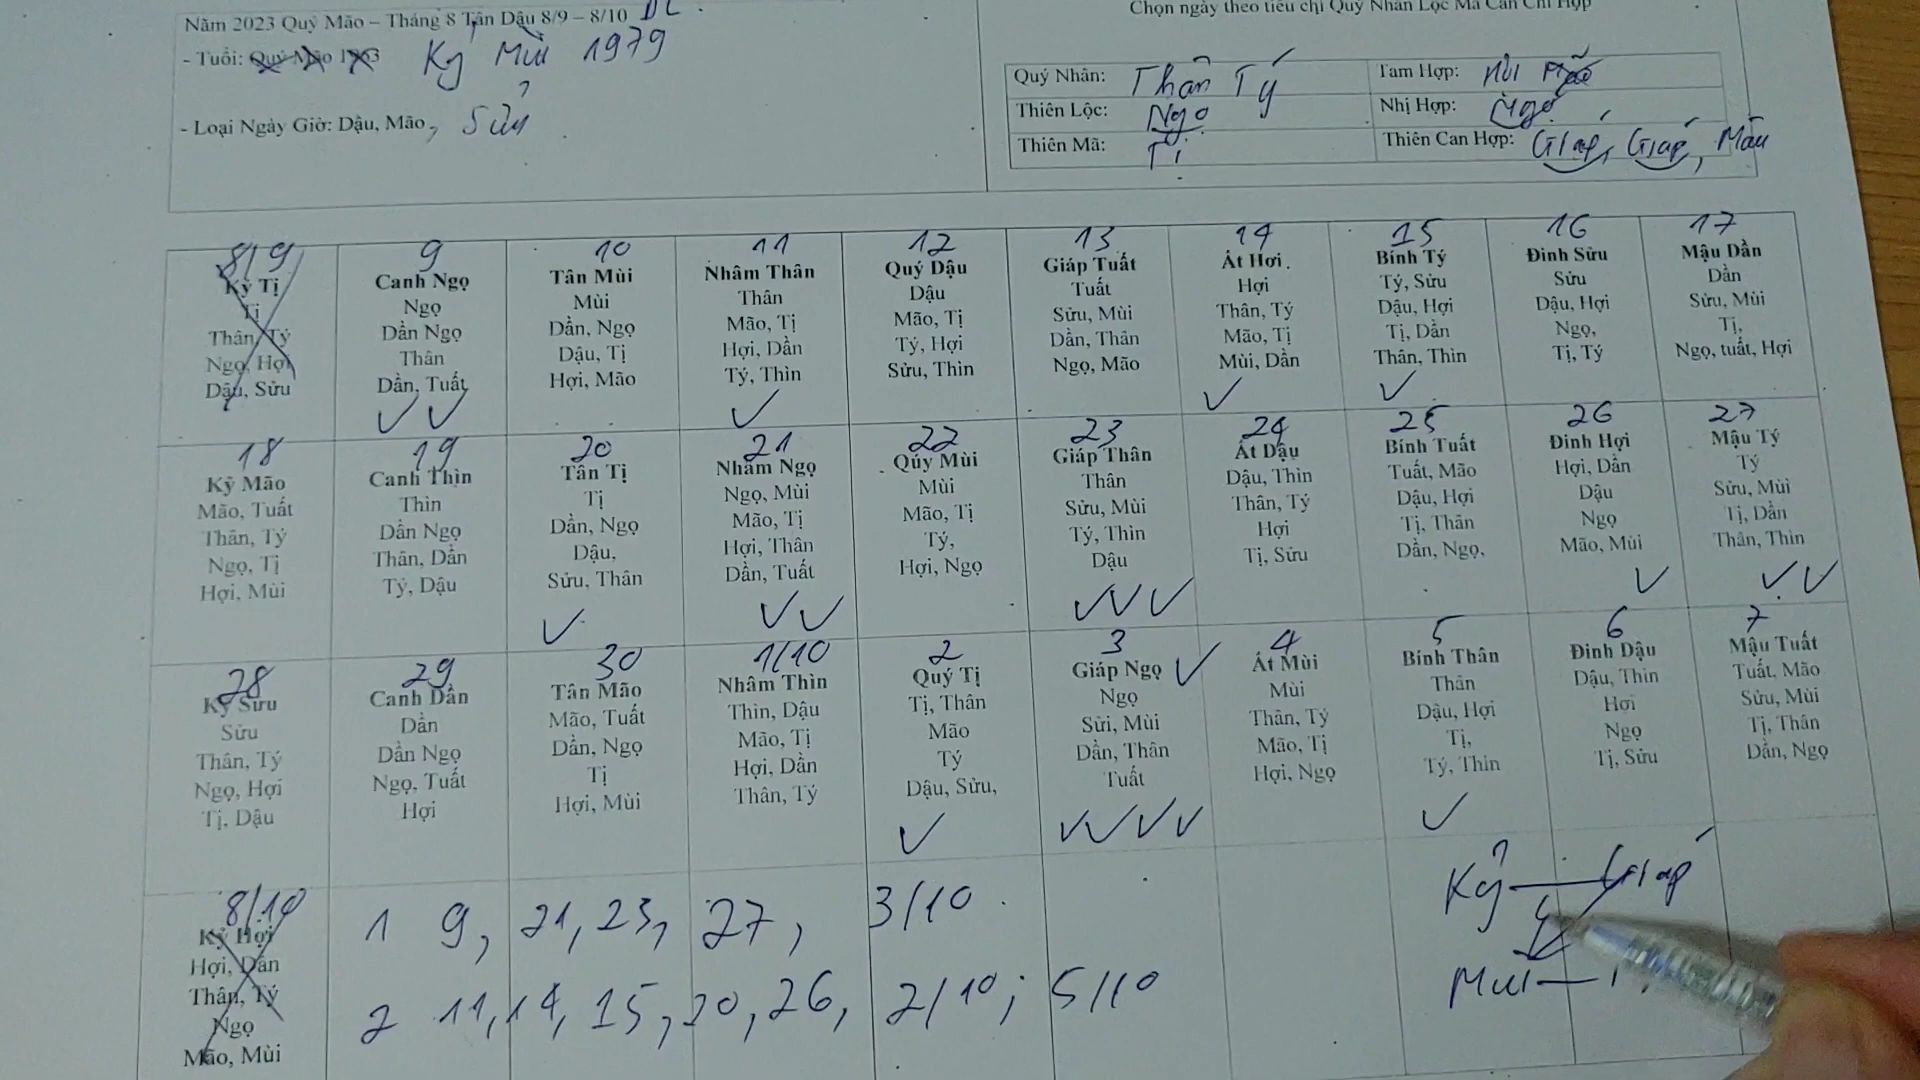 Năm 2023 Quý Mão – Tháng 8 Tân Dậu 8/9 – 8/10 DL
- Tuổi: Quý Mão 1963 Kỷ Mùi 1979
- Loại Ngày Giờ: Dậu, Mão, Sửu
Chọn ngày theo tiêu chí Quý Nhân Lộc Mã Can Chi Hợp
Quý Nhân: Thân Tý
Tam Hợp: Hợi Mão
Thiên Lộc: Ngọ
Nhị Hợp: Ngọ
Thiên Mã: Tị
Thiên Can Hợp: Giáp, Giáp, Mậu
8/9 9 10 11 12 13 14 15 16 17
Kỷ Tị Canh Ngọ Tân Mùi Nhâm Thân Quý Dậu Giáp Tuất Ất Hợi Bính Tý Đinh Sửu Mậu Dần
Tị Ngọ Mùi Thân Dậu Tuất Hợi Tý, Sửu Sửu Dần
Thân, Tý Dần Ngọ Dần, Ngọ Mão, Tị Mão, Tị Sửu, Mùi Thân, Tý Dậu, Hợi Dậu, Hợi Sửu, Mùi
Ngọ, Hợi Thân Dậu, Tị Hợi, Dần Tý, Hợi Dần, Thân Mão, Tị Tị, Dần Ngọ, Tị,
Dậu, Sửu Dần, Tuất Hợi, Mão Tý, Thìn Sửu, Thìn Ngọ, Mão Mùi, Dần Thân, Thìn Tị, Tý Ngọ, tuất, Hợi
18 19 20 21 22 23 24 25 26 27
Kỷ Mão Canh Thìn Tân Tị Nhâm Ngọ Qúy Mùi Giáp Thân Ất Dậu Bính Tuất Đinh Hợi Mậu Tý
Mão, Tuất Thìn Tị Ngọ, Mùi Mùi Thân Dậu, Thìn Tuất, Mão Hợi, Dần Tý
Thân, Tý Dần Ngọ Dần, Ngọ Mão, Tị Mão, Tị Sửu, Mùi Thân, Tý Dậu, Hợi Dậu Sửu, Mùi
Ngọ, Tị Thân, Dần Dậu, Hợi, Thân Tý, Tý, Thìn Hợi Tị, Thân Ngọ Tị, Dần
Hợi, Mùi Tý, Dậu Sửu, Thân Dần, Tuất Hợi, Ngọ Dậu Tị, Sửu Dần, Ngọ, Mão, Mùi Thân, Thìn
28 29 30 1/10 2 3 4 5 6 7
Kỷ Sửu Canh Dần Tân Mão Nhâm Thìn Quý Tị Giáp Ngọ Ất Mùi Bính Thân Đinh Dậu Mậu Tuất
Sửu Dần Mão, Tuất Thìn, Dậu Tị, Thân Ngọ Mùi Thân Dậu, Thìn Tuất, Mão
Thân, Tý Dần Ngọ Dần, Ngọ Mão, Tị Mão Sửi, Mùi Thân, Tý Dậu, Hợi Hơi Sửu, Mùi
Ngọ, Hợi Ngọ, Tuất Tị Hợi, Dần Tý Dần, Thân Mão, Tị Tị, Ngọ Tị, Thân
Tị, Dậu Hợi Hợi, Mùi Thân, Tý Dậu, Sửu, Tuất Hợi, Ngọ Tý, Thìn Tị, Sửu Dần, Ngọ
8/10
Kỷ Hợi
Hợi, Dần
Thân, Tý
Ngọ
Mão, Mùi
1 9, 21, 23, 27, 3/10
2 11, 14, 15, 20, 26, 2/10; 5/10
Kỷ — Giáp
Mùi —